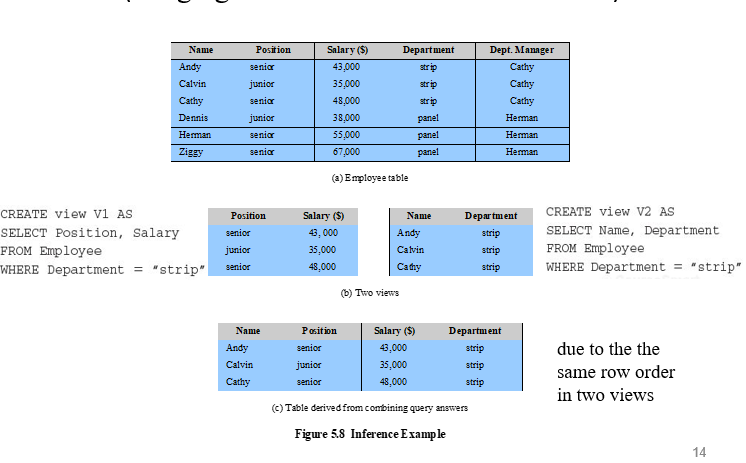 Name Position Salary ($) Department Dept. Manager
Andy senior 43,000 strip Cathy
Calvin junior 35,000 strip Cathy
Cathy senior 48,000 strip Cathy
Dennis junior 38,000 panel Herman
Herman senior 55,000 panel Herman
Ziggy senior 67,000 panel Herman
(a) Employee table
CREATE view V1 AS
SELECT Position, Salary
FROM Employee
WHERE Department = "strip"
Position Salary ($)
senior 43, 000
junior 35,000
senior 48,000
Name Department
Andy strip
Calvin strip
Cathy strip
CREATE view V2 AS
SELECT Name, Department
FROM Employee
WHERE Department = "strip"
(b) Two views
Name Position Salary ($) Department
Andy senior 43,000 strip
Calvin junior 35,000 strip
Cathy senior 48,000 strip
due to the the
same row order
in two views
(c) Table derived from combining query answers
Figure 5.8 Inference Example
14